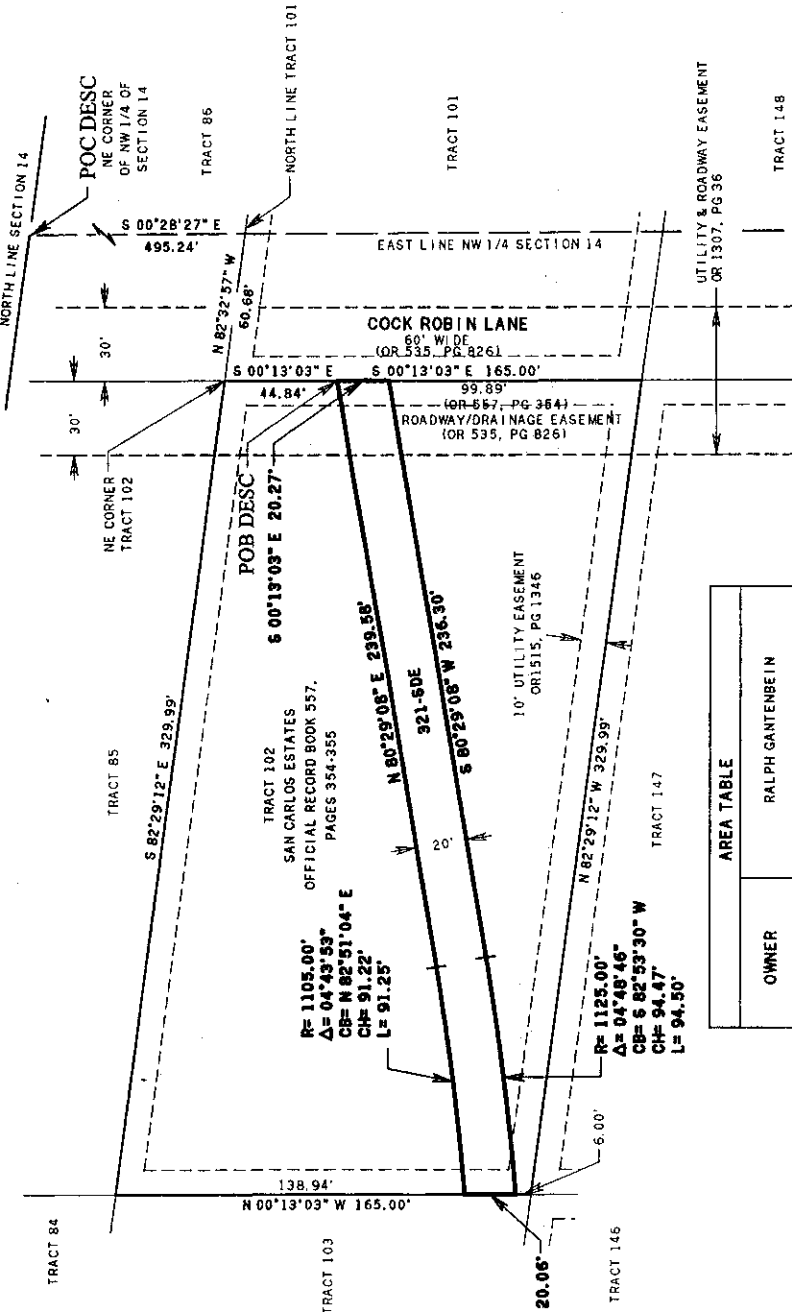 NORTH LINE SECTION 14
POC DESC
NE CORNER
OF NW 1/4 OF
SECTION 14
TRACT 86
NORTH LINE TRACT 101
S 00°28'27" E
495.24'
N 82°32'57" W
60.68'
EAST LINE NW 1/4 SECTION 14
TRACT 101
UTILITY & ROADWAY EASEMENT
OR 1307, PG 36
TRACT 148
30'
30'
COCK ROBIN LANE
60' WIDE
(OR 535, PG 826)
S 00°13'03" E
44.84'
S 00°13'03" E 165.00'
99.89'
(OR 557, PG 354)
ROADWAY/DRAINAGE EASEMENT
(OR 535, PG 826)
NE CORNER
TRACT 102
POB DESC
S 00°13'03" E 20.27'
TRACT 85
S 82°29'12" E 329.99'
TRACT 102
SAN CARLOS ESTATES
OFFICIAL RECORD BOOK 557,
PAGES 354-355
N 80°29'08" E 239.58'
321-6DE
S 80°29'08" W 236.30'
20'
10' UTILITY EASEMENT
OR1515, PG 1346
N 82°29'12" W 329.99'
TRACT 147
R= 1105.00'
Δ= 04°43'53"
CB= N 82°51'04" E
CH= 91.22'
L= 91.25'
R= 1125.00'
Δ= 04°48'46"
CB= S 82°53'30" W
CH= 94.47'
L= 94.50'
6.00'
138.94'
N 00°13'03" W 165.00'
20.06'
TRACT 84
TRACT 103
TRACT 146
AREA TABLE
OWNER
RALPH GANTENBEIN